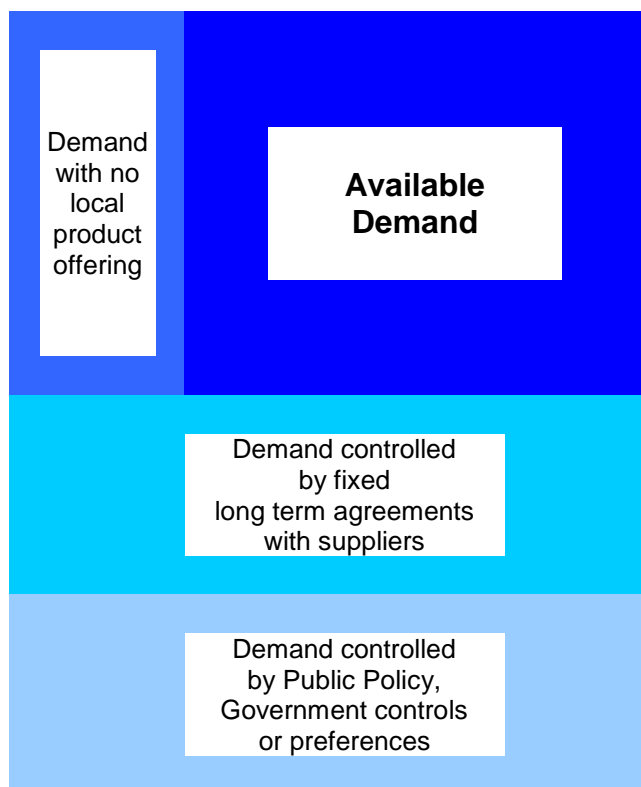 Demand
with no
local
product
offering
Available
Demand
Demand controlled
by fixed
long term agreements
with suppliers
Demand controlled
by Public Policy,
Government controls
or preferences